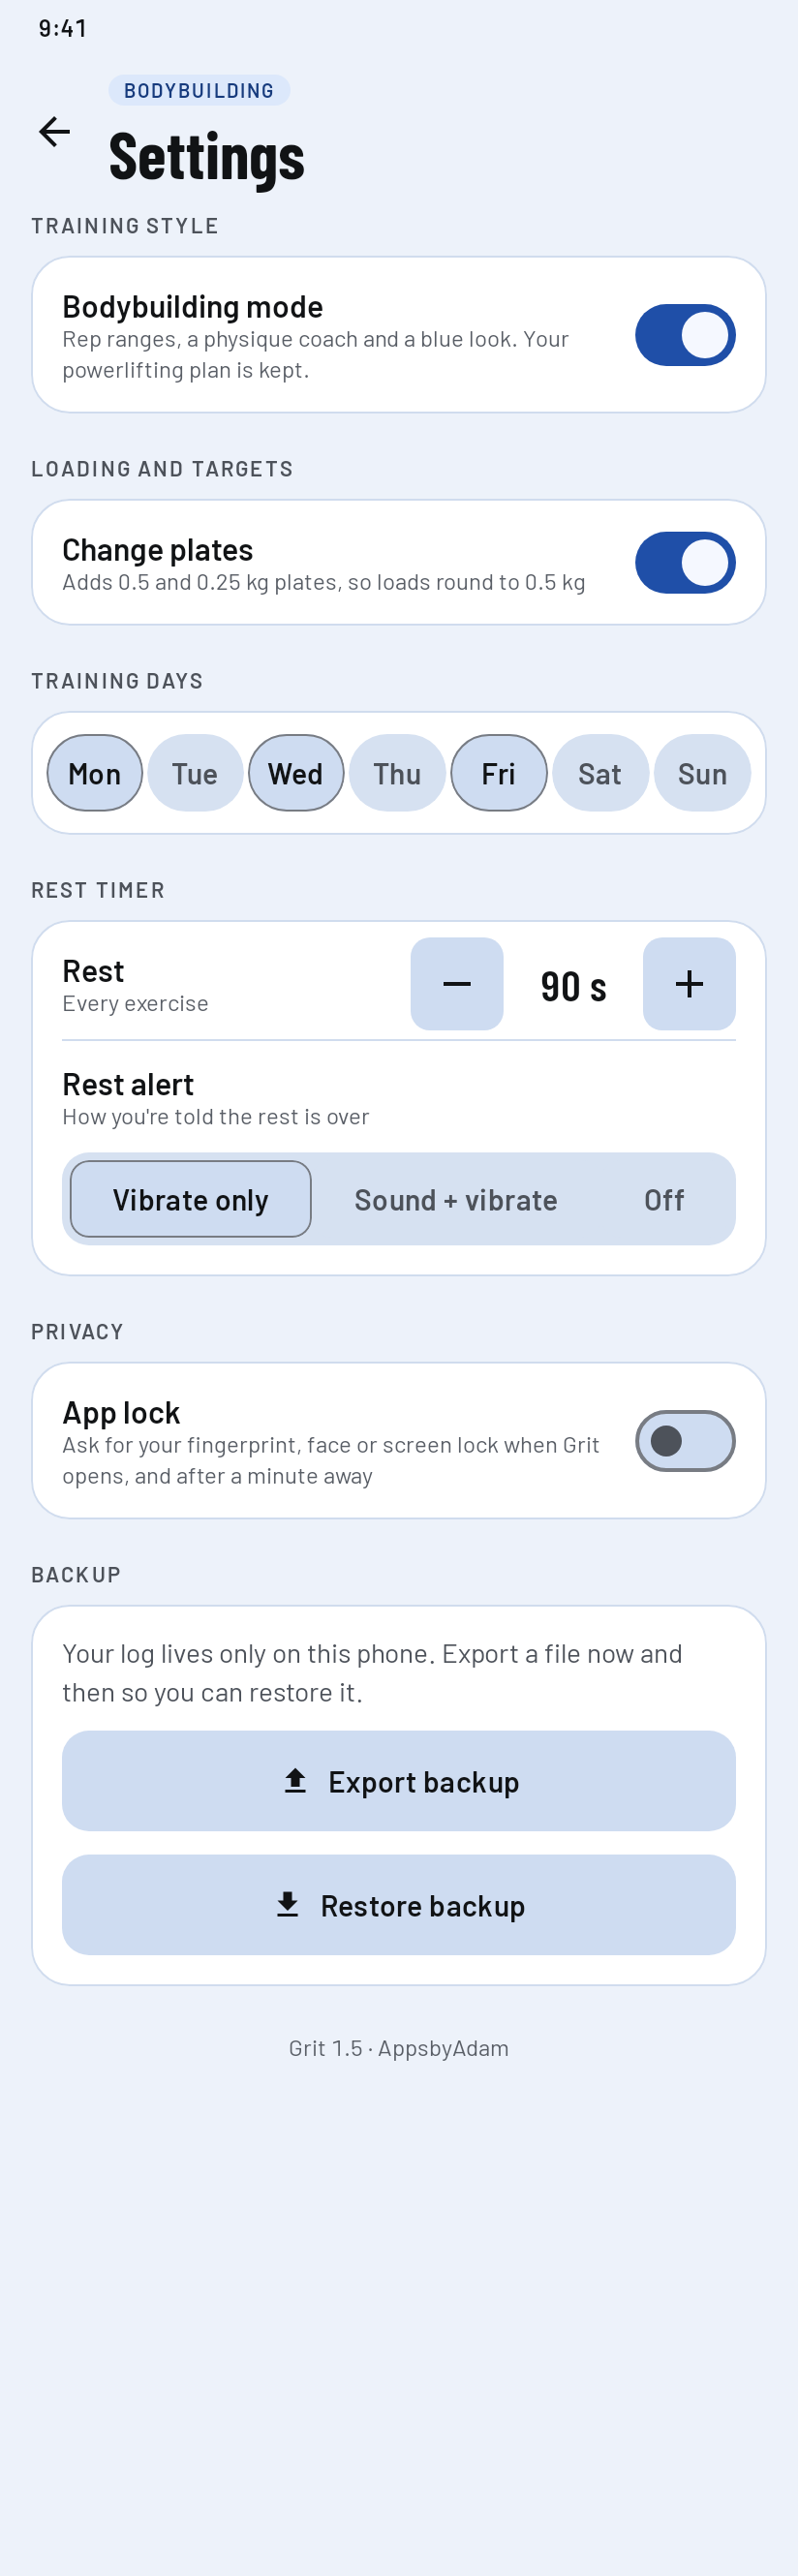 9:41
BODYBUILDING
Settings
TRAINING STYLE
Bodybuilding mode
Rep ranges, a physique coach and a blue look. Your
powerlifting plan is kept.
LOADING AND TARGETS
Change plates
Adds 0.5 and 0.25 kg plates, so loads round to 0.5 kg
TRAINING DAYS
Mon Tue Wed Thu Fri Sat Sun
REST TIMER
Rest
Every exercise
90 s
Rest alert
How you're told the rest is over
Vibrate only Sound + vibrate Off
PRIVACY
App lock
Ask for your fingerprint, face or screen lock when Grit
opens, and after a minute away
BACKUP
Your log lives only on this phone. Export a file now and
then so you can restore it.
Export backup
Restore backup
Grit 1.5 · AppsbyAdam